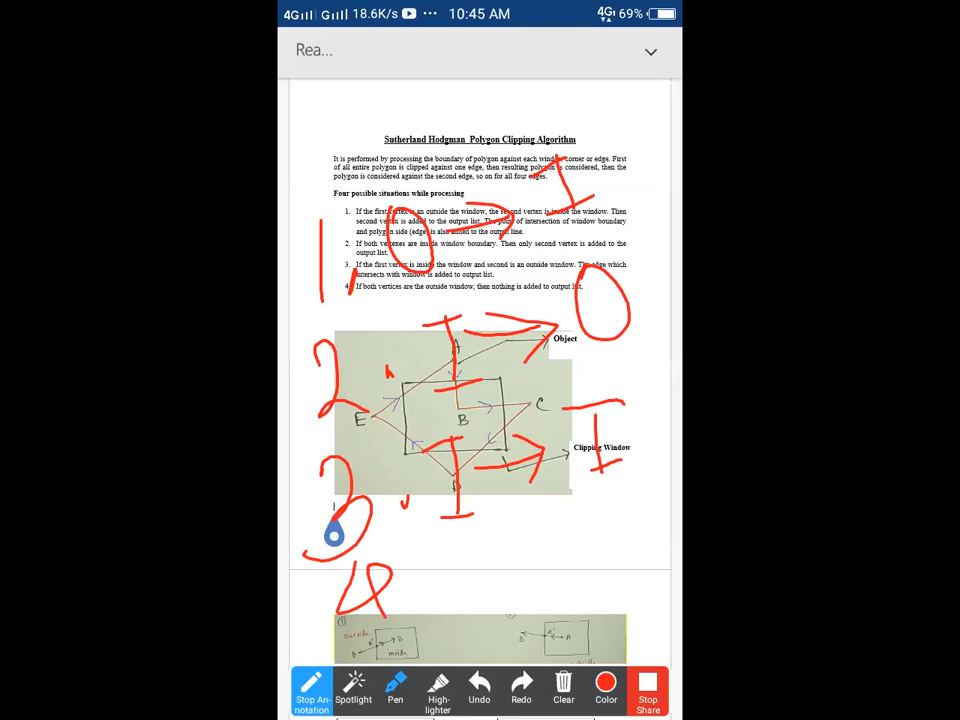 4G G 18.6K/s ... 10:45 AM 4G 69%
Rea...
Sutherland Hodgman Polygon Clipping Algorithm
It is performed by processing the boundary of polygon against each window corner or edge. First
of all entire polygon is clipped against one edge, then resulting polygon is considered, then the
polygon is considered against the second edge, so on for all four edges.
Four possible situations while processing
1. If the first vertex is an outside the window, the second vertex is inside the window. Then
second vertex is added to the output list. The point of intersection of window boundary
and polygon side (edge) is also added to the output line.
2. If both vertexes are inside window boundary. Then only second vertex is added to the
output list.
3. If the first vertex is inside the window and second is an outside window. The edge which
intersects with window is added to output list.
4. If both vertices are the outside window, then nothing is added to output list.
1. O → I
2 I → O
3 I → I
4
A
Object
E
B
C
Clipping Window
D
1
outside
A'
B
A
inside
B'
A'
A
Stop An-
notation
Spotlight
Pen
High-
lighter
Undo
Redo
Clear
Color
Stop
Share